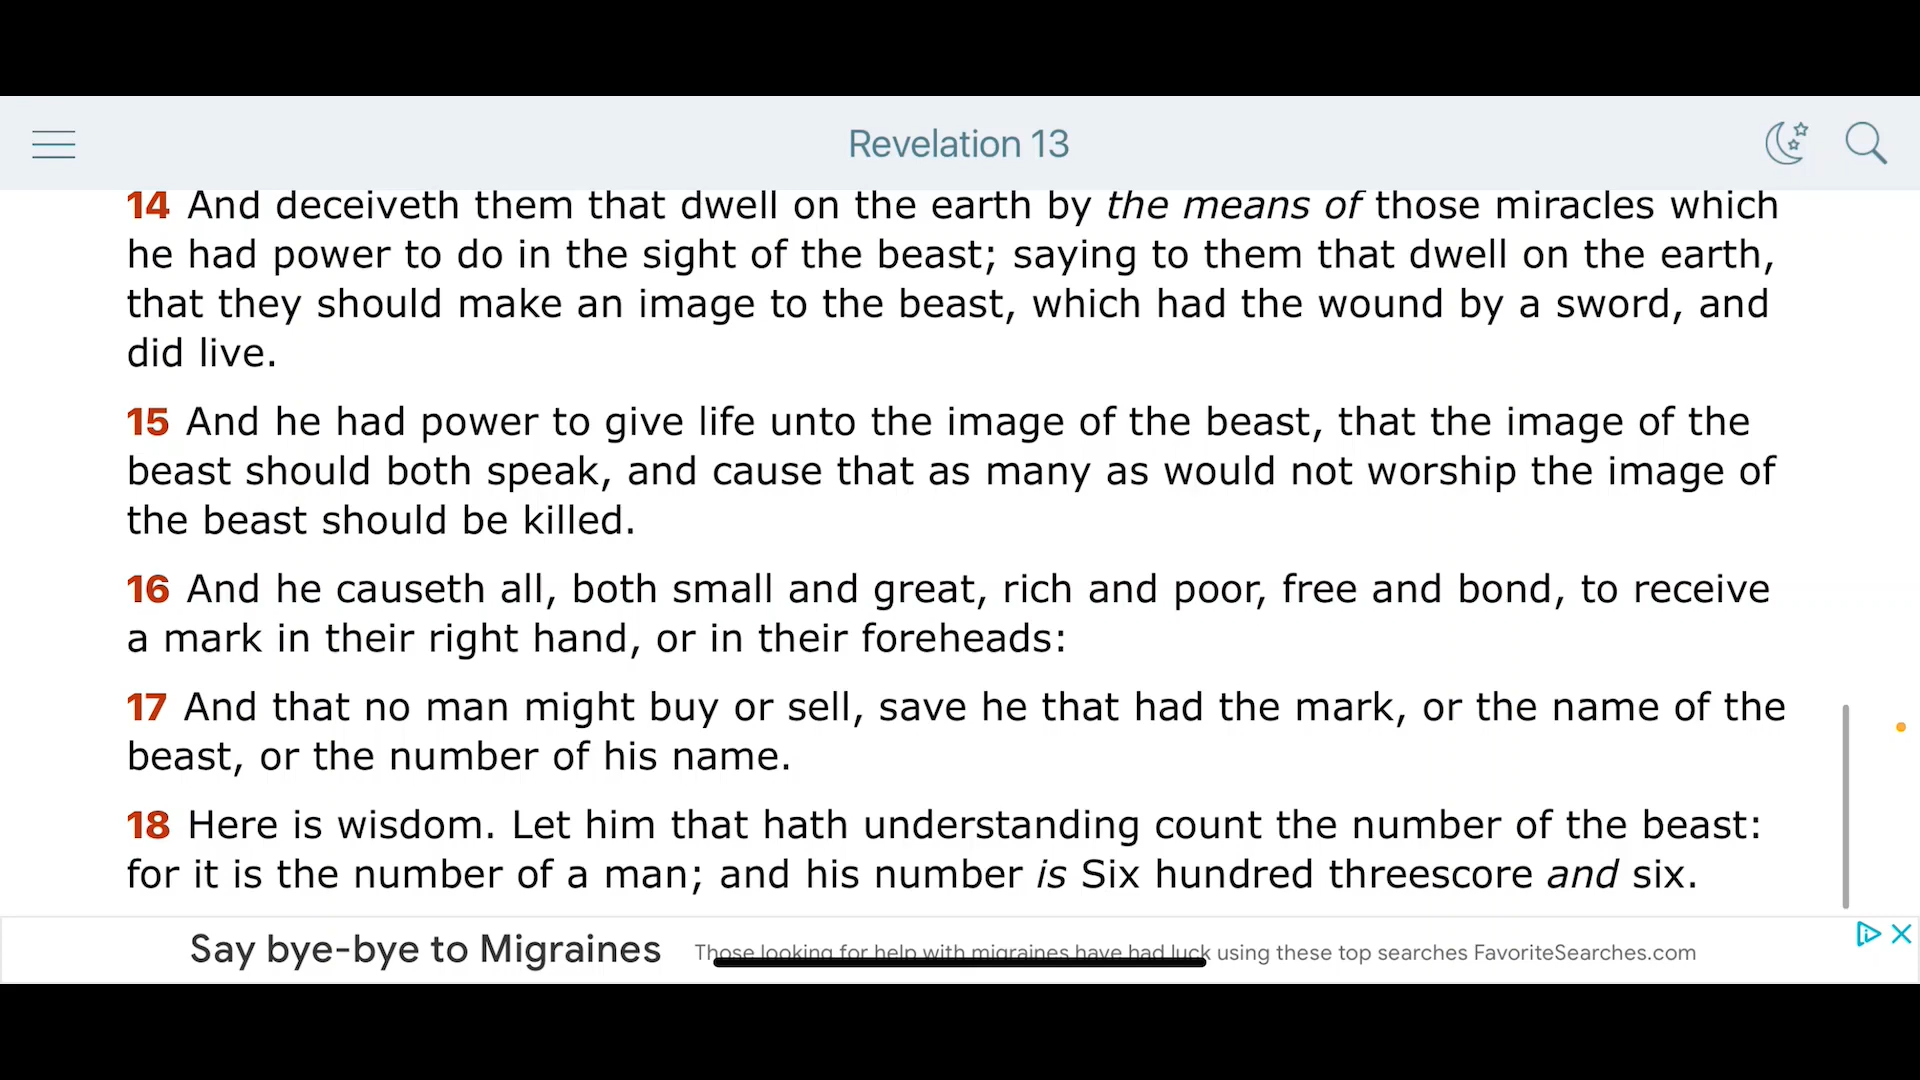 Revelation 13
14 And deceiveth them that dwell on the earth by the means of those miracles which
he had power to do in the sight of the beast; saying to them that dwell on the earth,
that they should make an image to the beast, which had the wound by a sword, and
did live.
15 And he had power to give life unto the image of the beast, that the image of the
beast should both speak, and cause that as many as would not worship the image of
the beast should be killed.
16 And he causeth all, both small and great, rich and poor, free and bond, to receive
a mark in their right hand, or in their foreheads:
17 And that no man might buy or sell, save he that had the mark, or the name of the
beast, or the number of his name.
18 Here is wisdom. Let him that hath understanding count the number of the beast:
for it is the number of a man; and his number is Six hundred threescore and six.
Say bye-bye to Migraines
Those looking for help with migraines have had luck using these top searches FavoriteSearches.com